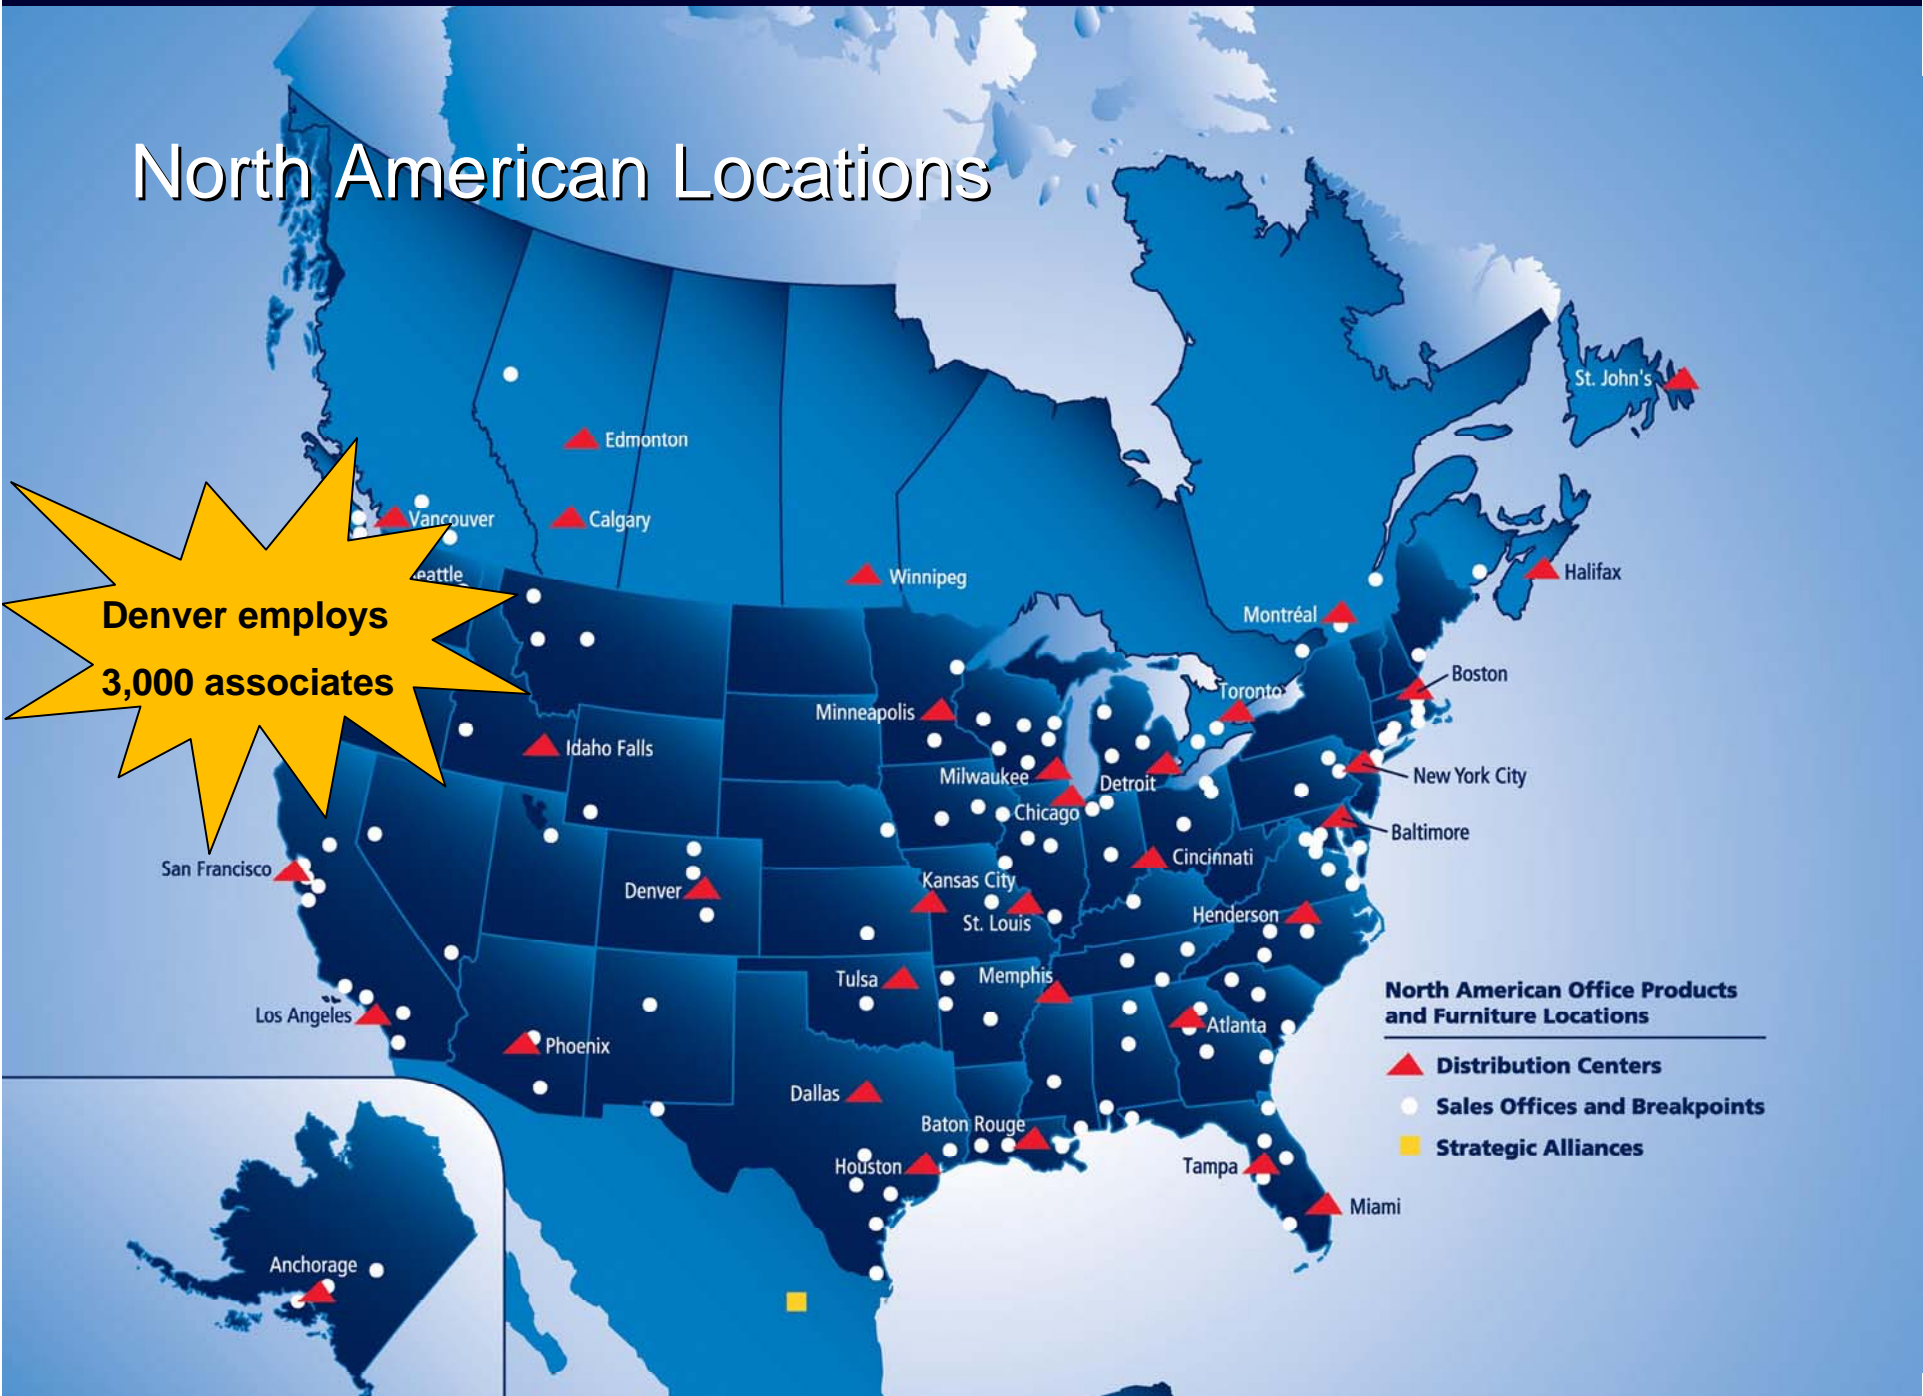 North American Locations
St. John's
Edmonton
Vancouver
Calgary
eattle
Winnipeg
Halifax
Denver employs
3,000 associates
Montréal
Boston
Toronto
Minneapolis
Idaho Falls
Milwaukee
Detroit
New York City
Chicago
Baltimore
San Francisco
Cincinnati
Denver
Kansas City
Henderson
St. Louis
Tulsa
Memphis
Los Angeles
Atlanta
Phoenix
Dallas
Baton Rouge
Houston
Tampa
Miami
Anchorage
North American Office Products
and Furniture Locations
Distribution Centers
Sales Offices and Breakpoints
Strategic Alliances